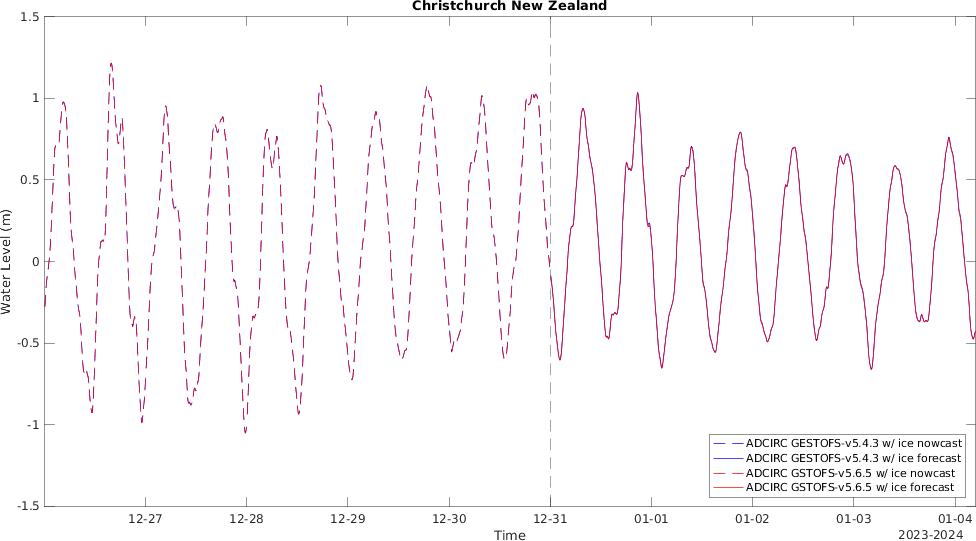 Christchurch New Zealand
1.5
1
0.5
0
-0.5
-1
-1.5
Water Level (m)
12-27 12-28 12-29 12-30 12-31 01-01 01-02 01-03 01-04
Time
2023-2024
ADCIRC GESTOFS-v5.4.3 w/ ice nowcast
ADCIRC GESTOFS-v5.4.3 w/ ice forecast
ADCIRC GSTOFS-v5.6.5 w/ ice nowcast
ADCIRC GSTOFS-v5.6.5 w/ ice forecast